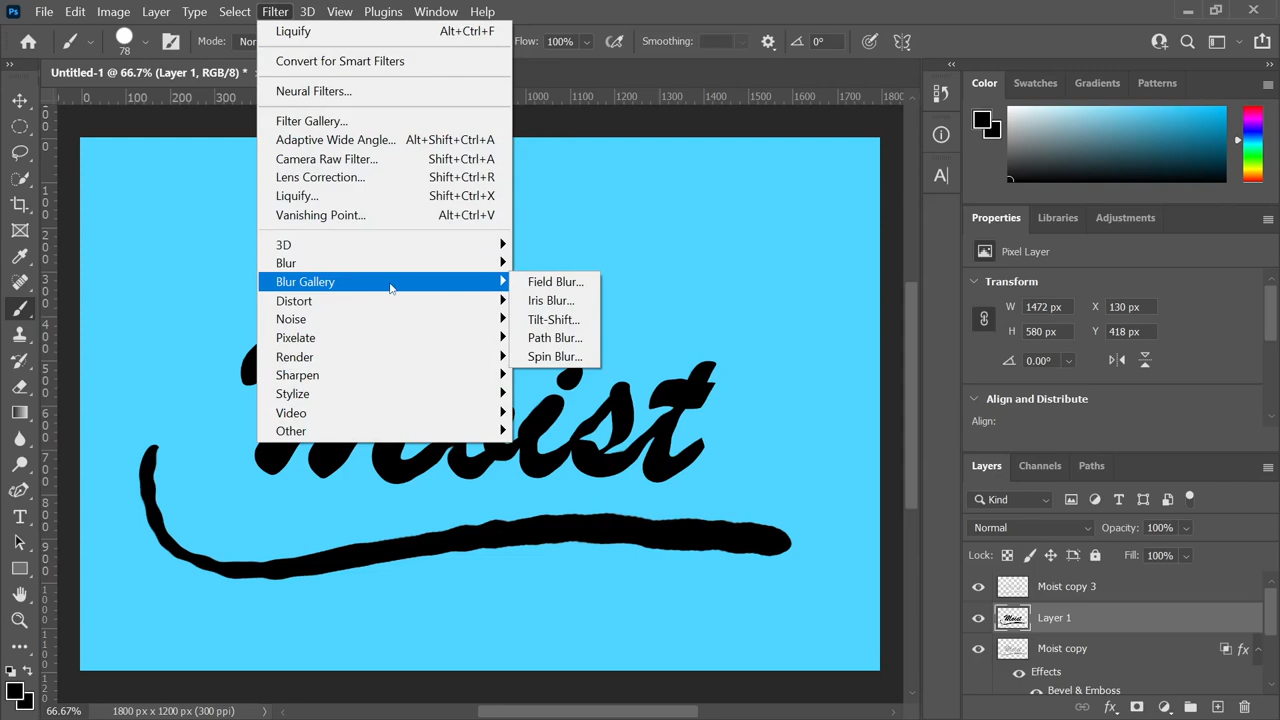 File Edit Image Layer Type Select Filter 3D View Plugins Window Help
78 Mode: Flow: 100% Smoothing: 0°
Untitled-1 @ 66.7% (Layer 1, RGB/8) *
Liquify Alt+Ctrl+F
Convert for Smart Filters
Neural Filters...
Filter Gallery...
Adaptive Wide Angle... Alt+Shift+Ctrl+A
Camera Raw Filter... Shift+Ctrl+A
Lens Correction... Shift+Ctrl+R
Liquify... Shift+Ctrl+X
Vanishing Point... Alt+Ctrl+V
3D
Blur
Blur Gallery
Distort
Noise
Pixelate
Render
Sharpen
Stylize
Video
Other
Field Blur...
Iris Blur...
Tilt-Shift...
Path Blur...
Spin Blur...
0 100 200 300 1000 1100 1200 1300 1400 1500 1600 1700 1800
Moist
Color Swatches Gradients Patterns
Properties Libraries Adjustments
Pixel Layer
Transform
W 1472 px X 130 px
H 580 px Y 418 px
0.00°
Align and Distribute
Align:
Layers Channels Paths
Kind
Normal Opacity: 100%
Lock: Fill: 100%
Moist copy 3
Layer 1
Moist copy fx
Effects
Bevel & Emboss
fx
66.67% 1800 px x 1200 px (300 ppi)